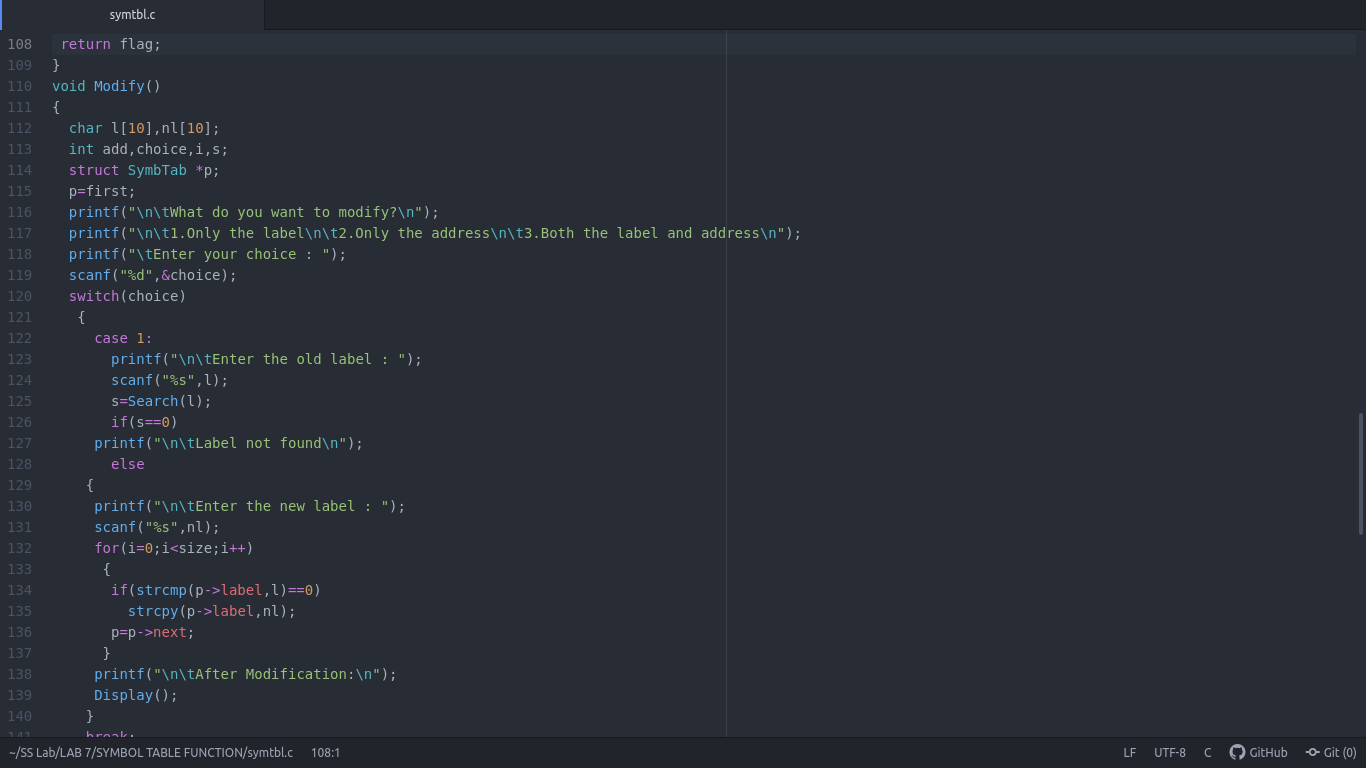 symtbl.c
108 return flag;
109 }
110 void Modify()
111 {
112 char l[10],nl[10];
113 int add,choice,i,s;
114 struct SymbTab *p;
115 p=first;
116 printf("\n\tWhat do you want to modify?\n");
117 printf("\n\t1.Only the label\n\t2.Only the address\n\t3.Both the label and address\n");
118 printf("\tEnter your choice : ");
119 scanf("%d",&choice);
120 switch(choice)
121 {
122 case 1:
123 printf("\n\tEnter the old label : ");
124 scanf("%s",l);
125 s=Search(l);
126 if(s==0)
127 printf("\n\tLabel not found\n");
128 else
129 {
130 printf("\n\tEnter the new label : ");
131 scanf("%s",nl);
132 for(i=0;i<size;i++)
133 {
134 if(strcmp(p->label,l)==0)
135 strcpy(p->label,nl);
136 p=p->next;
137 }
138 printf("\n\tAfter Modification:\n");
139 Display();
140 }
141 break;
~/SS Lab/LAB 7/SYMBOL TABLE FUNCTION/symtbl.c 108:1 LF UTF-8 C GitHub Git (0)